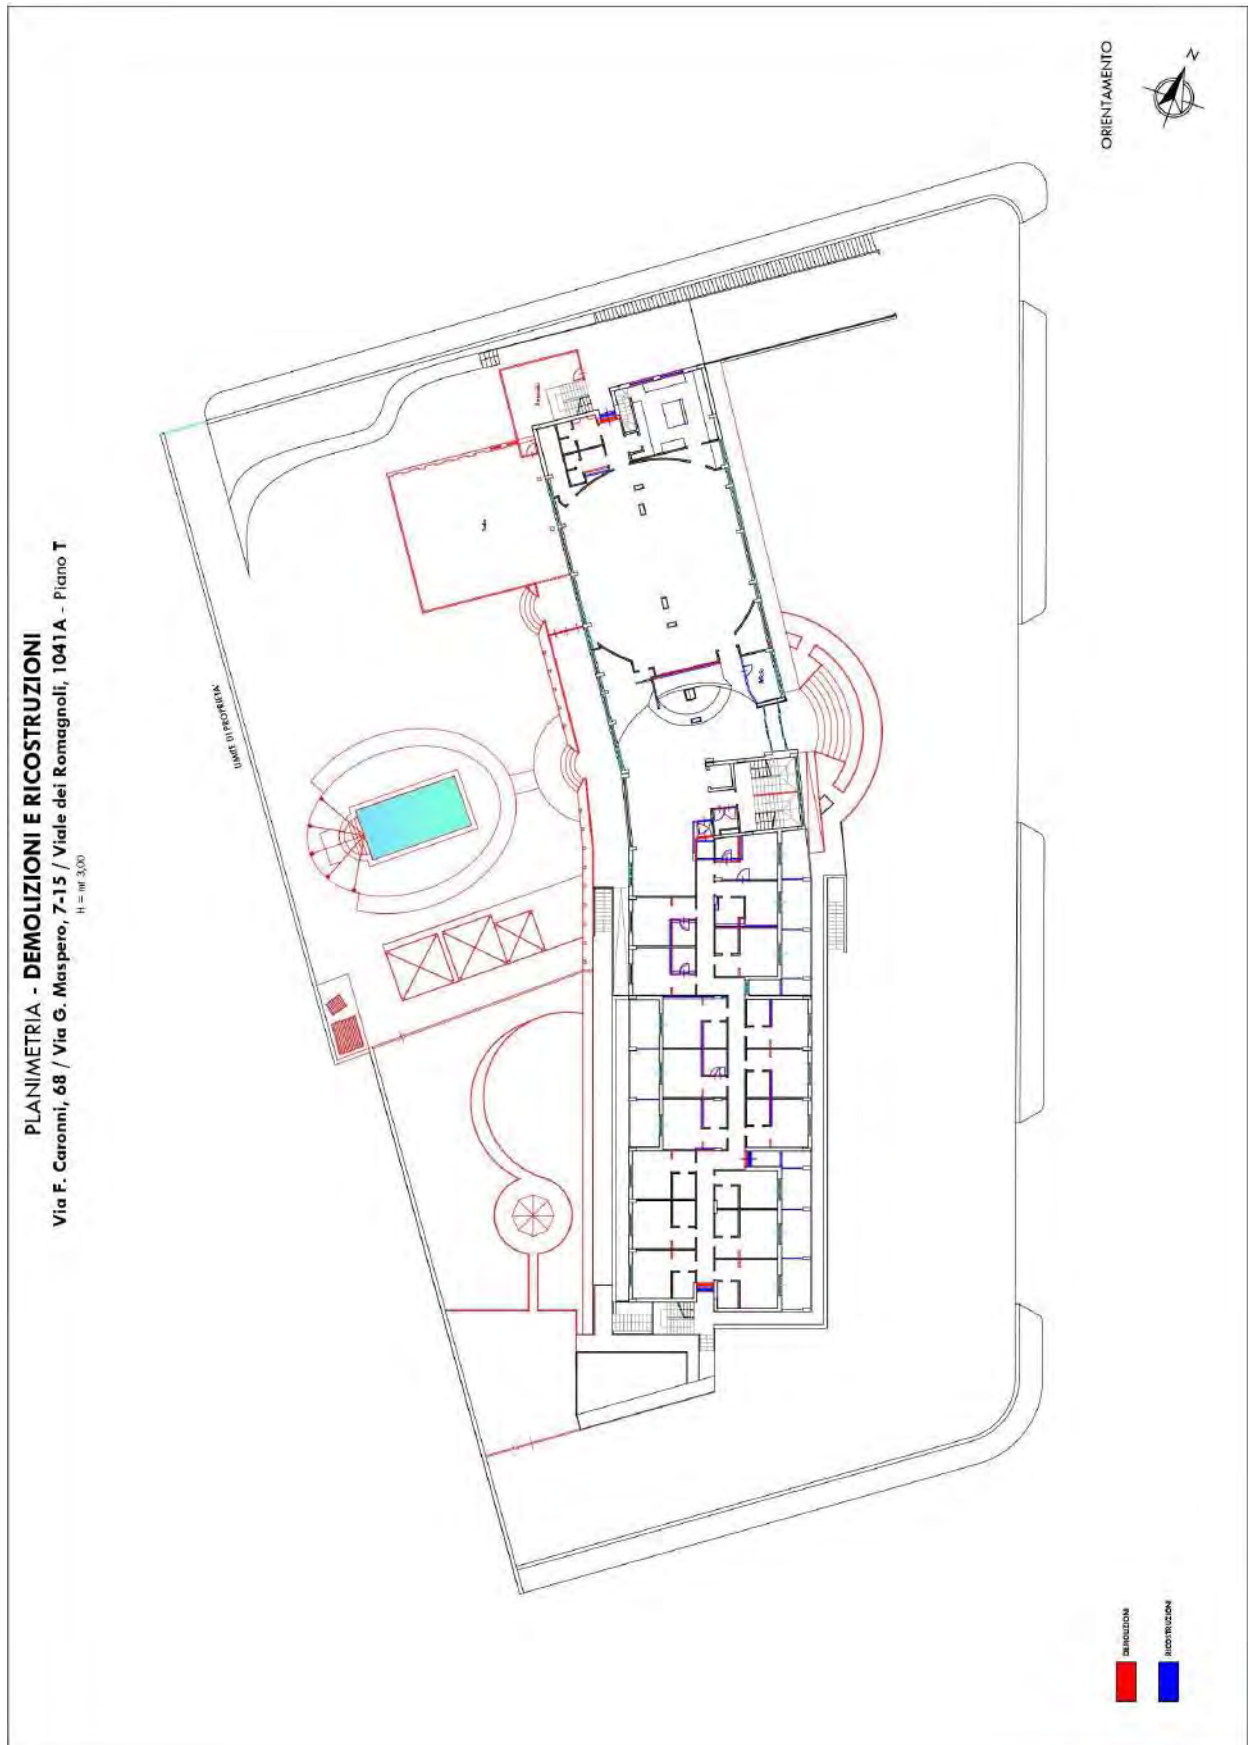 PLANIMETRIA - DEMOLIZIONI E RICOSTRUZIONI
Via F. Caronni, 68 / Via G. Maspero, 7-15 / Viale dei Romagnoli, 1041A - Piano T
H = mt 3,00
ORIENTAMENTO
N
LIMITE DI PROPRIETA'
DEMOLIZIONI
RICOSTRUZIONI